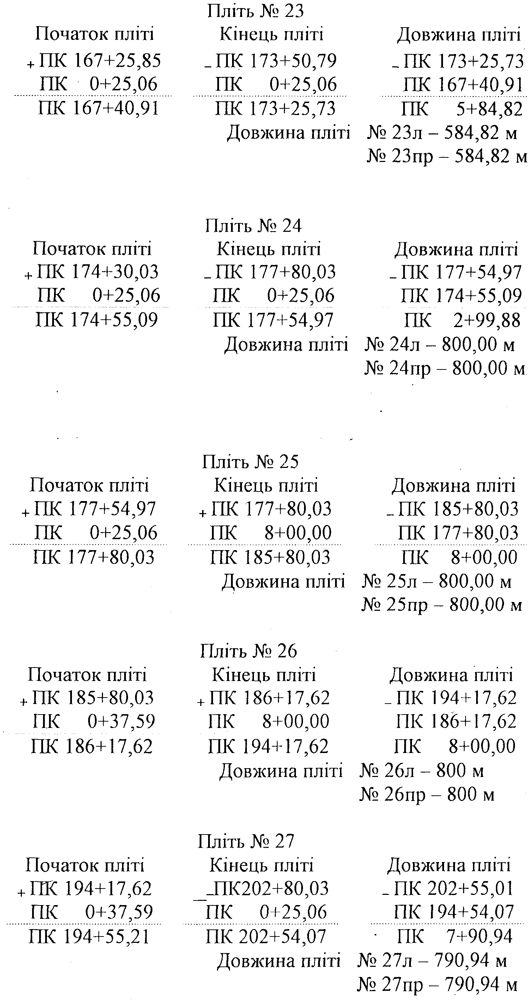 Пліть № 23
Початок пліті Кінець пліті Довжина пліті
+ ПК 167+25,85 – ПК 173+50,79 – ПК 173+25,73
ПК 0+25,06 ПК 0+25,06 ПК 167+40,91
ПК 167+40,91 ПК 173+25,73 ПК 5+84,82
Довжина пліті № 23л – 584,82 м
№ 23пр – 584,82 м
Пліть № 24
Початок пліті Кінець пліті Довжина пліті
+ ПК 174+30,03 – ПК 177+80,03 – ПК 177+54,97
ПК 0+25,06 ПК 0+25,06 ПК 174+55,09
ПК 174+55,09 ПК 177+54,97 ПК 2+99,88
Довжина пліті № 24л – 800,00 м
№ 24пр – 800,00 м
Пліть № 25
Початок пліті Кінець пліті Довжина пліті
+ ПК 177+54,97 + ПК 177+80,03 – ПК 185+80,03
ПК 0+25,06 ПК 8+00,00 ПК 177+80,03
ПК 177+80,03 ПК 185+80,03 ПК 8+00,00
Довжина пліті № 25л – 800,00 м
№ 25пр – 800,00 м
Пліть № 26
Початок пліті Кінець пліті Довжина пліті
+ ПК 185+80,03 + ПК 186+17,62 – ПК 194+17,62
ПК 0+37,59 ПК 8+00,00 ПК 186+17,62
ПК 186+17,62 ПК 194+17,62 ПК 8+00,00
Довжина пліті № 26л – 800 м
№ 26пр – 800 м
Пліть № 27
Початок пліті Кінець пліті Довжина пліті
+ ПК 194+17,62 –ПК202+80,03 – ПК 202+55,01
ПК 0+37,59 ПК 0+25,06 ПК 194+54,07
ПК 194+55,21 ПК 202+54,07 ПК 7+90,94
Довжина пліті № 27л – 790,94 м
№ 27пр – 790,94 м